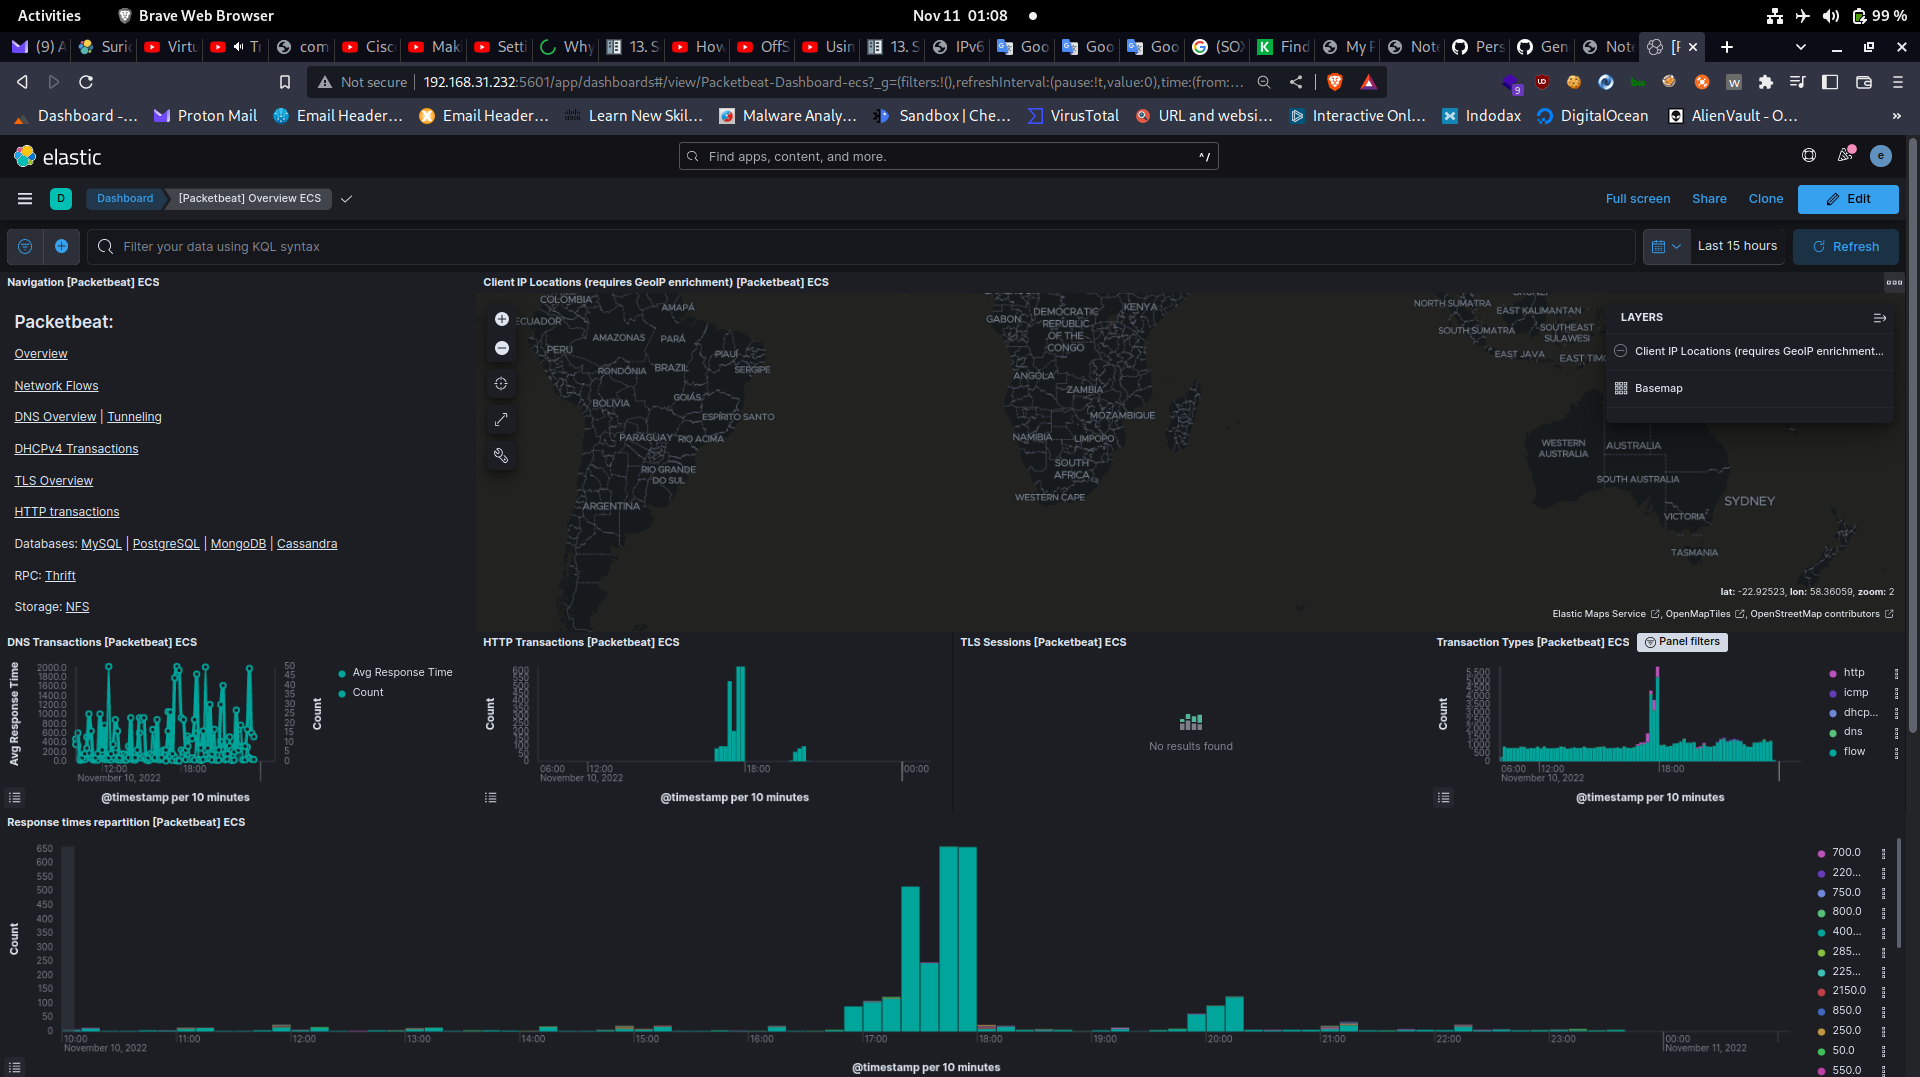 Activities
Brave Web Browser
Nov 11 01:08
99 %
(9) A
Suric
Virtu
Tr
com
Cisc
Maki
Setti
Why
13. S
How
OffS
Usin
13. S
IPv6
Goo
Goo
Goo
(SOX
Find
My F
Note
Pers
Gen
Note
[F
Not secure
192.168.31.232:5601/app/dashboards#/view/Packetbeat-Dashboard-ecs?_g=(filters:!(),refreshInterval:(pause:!t,value:0),time:(from:...
9
Dashboard -...
Proton Mail
Email Header...
Email Header...
Learn New Skil...
Malware Analy...
Sandbox | Che...
VirusTotal
URL and websi...
Interactive Onl...
Indodax
DigitalOcean
AlienVault - O...
»
elastic
Find apps, content, and more.
^/
e
D
Dashboard
[Packetbeat] Overview ECS
Full screen
Share
Clone
Edit
Filter your data using KQL syntax
Last 15 hours
Refresh
Navigation [Packetbeat] ECS
Packetbeat:
Overview
Network Flows
DNS Overview | Tunneling
DHCPv4 Transactions
TLS Overview
HTTP transactions
Databases: MySQL | PostgreSQL | MongoDB | Cassandra
RPC: Thrift
Storage: NFS
Client IP Locations (requires GeoIP enrichment) [Packetbeat] ECS
COLOMBIA
AMAPÁ
ECUADOR
AMAZONAS
PARÁ
PERU
PIAUÍ
RONDÔNIA
BRAZIL
SERGIPE
GOIÁS
BOLIVIA
ESPÍRITO SANTO
PARAGUAY
RIO ACIMA
RIO GRANDE
DO SUL
ARGENTINA
GABON
DEMOCRATIC
REPUBLIC
OF THE
CONGO
KENYA
ANGOLA
ZAMBIA
MOZAMBIQUE
NAMIBIA
LIMPOPO
SOUTH
AFRICA
WESTERN CAPE
NORTH SUMATRA
EAST KALIMANTAN
SOUTH SUMATRA
SOUTHEAST
SULAWESI
EAST JAVA
EAST TIMO
WESTERN
AUSTRALIA
AUSTRALIA
SOUTH AUSTRALIA
SYDNEY
VICTORIA
TASMANIA
LAYERS
Client IP Locations (requires GeoIP enrichment...
Basemap
lat: -22.92523, lon: 58.36059, zoom: 2
Elastic Maps Service
OpenMapTiles
OpenStreetMap contributors
DNS Transactions [Packetbeat] ECS
Avg Response Time
2000.0
1800.0
1600.0
1400.0
1200.0
1000.0
800.0
600.0
400.0
200.0
0.0
50
45
40
35
30
25
20
15
10
5
0
Count
12:00
18:00
November 10, 2022
@timestamp per 10 minutes
Avg Response Time
Count
HTTP Transactions [Packetbeat] ECS
Count
600
550
500
450
400
350
300
250
200
150
100
50
0
06:00
12:00
18:00
00:00
November 10, 2022
@timestamp per 10 minutes
TLS Sessions [Packetbeat] ECS
No results found
Transaction Types [Packetbeat] ECS
Panel filters
Count
5,500
5,000
4,500
4,000
3,500
3,000
2,500
2,000
1,500
1,000
500
0
06:00
12:00
18:00
November 10, 2022
@timestamp per 10 minutes
http
icmp
dhcp...
dns
flow
Response times repartition [Packetbeat] ECS
Count
650
600
550
500
450
400
350
300
250
200
150
100
50
0
10:00
11:00
12:00
13:00
14:00
15:00
16:00
17:00
18:00
19:00
20:00
21:00
22:00
23:00
00:00
November 10, 2022
November 11, 2022
@timestamp per 10 minutes
700.0
220...
750.0
800.0
400...
285...
225...
2150.0
850.0
250.0
50.0
550.0